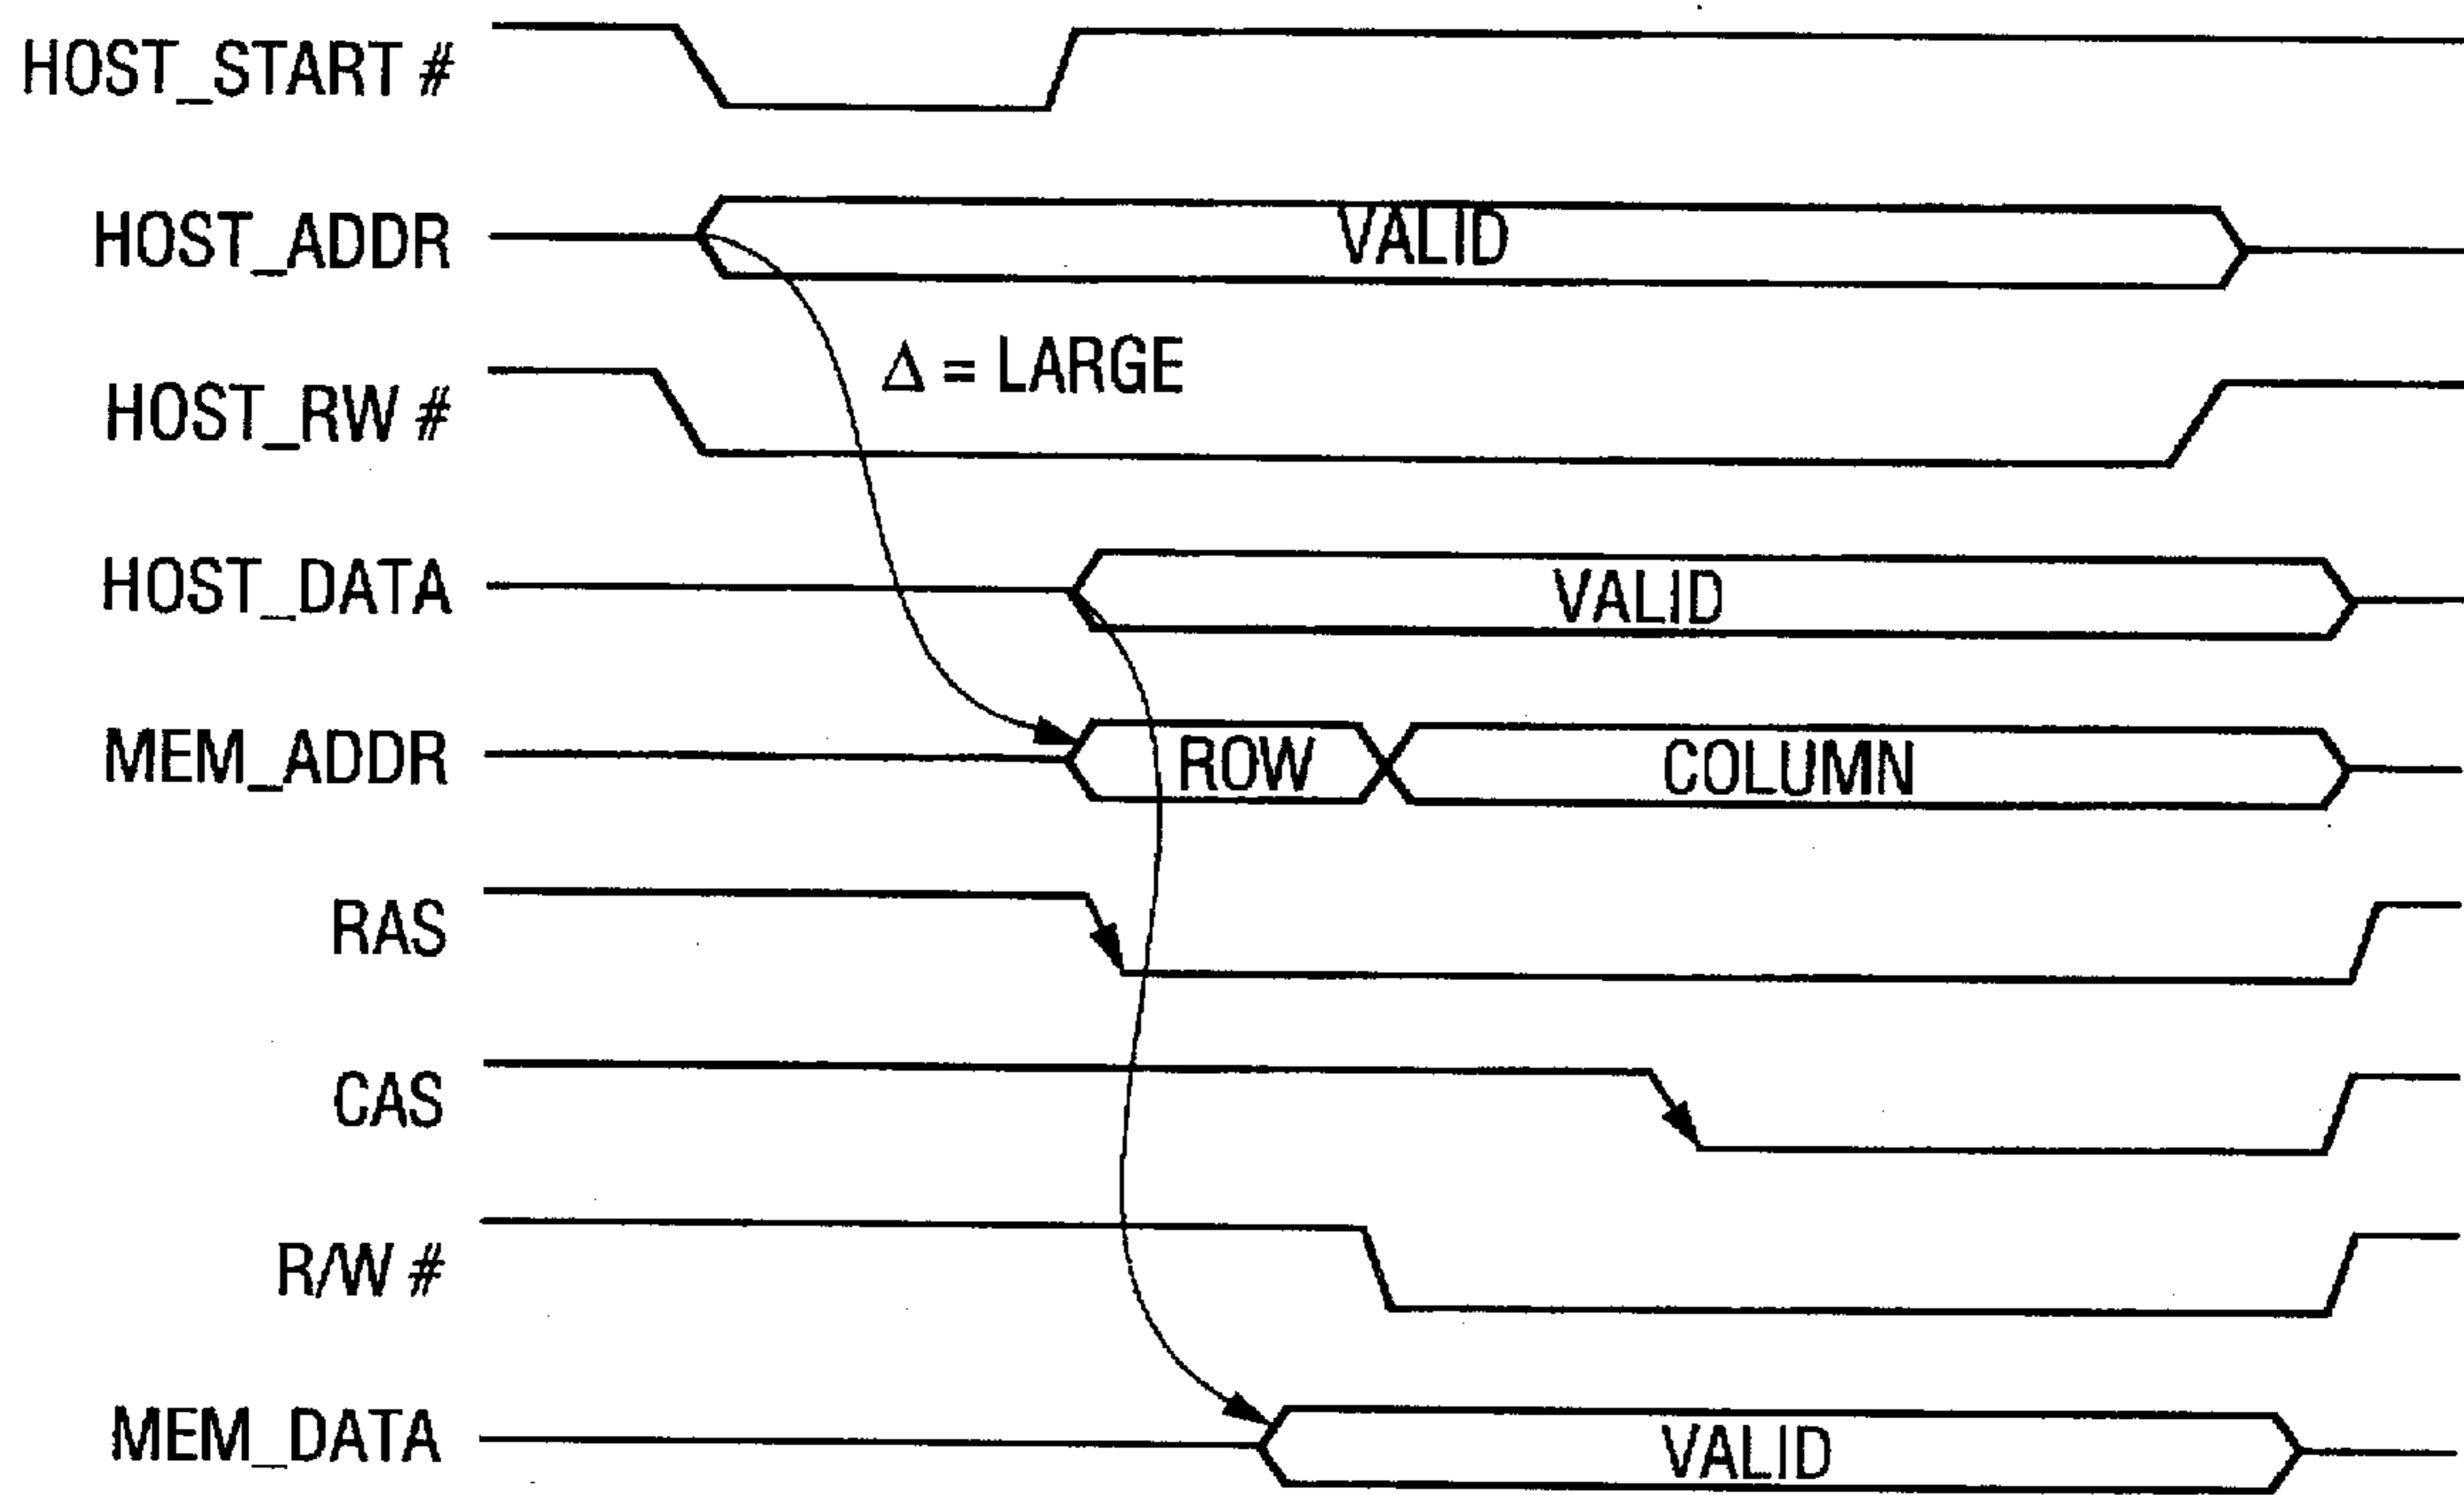 HOST_START #
HOST_ADDR VALID
Δ = LARGE
HOST_RW #
HOST_DATA VALID
MEM_ADDR ROW COLUMN
RAS
CAS
R/W #
MEM_DATA VALID